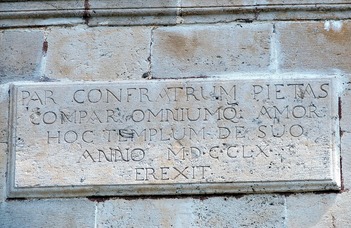 PAR CONFRATRUM PIETAS
COMPAR OMNIUMQ. AMOR
HOC TEMPLUM DE SUO
ANNO MDCCLX
EREXIT